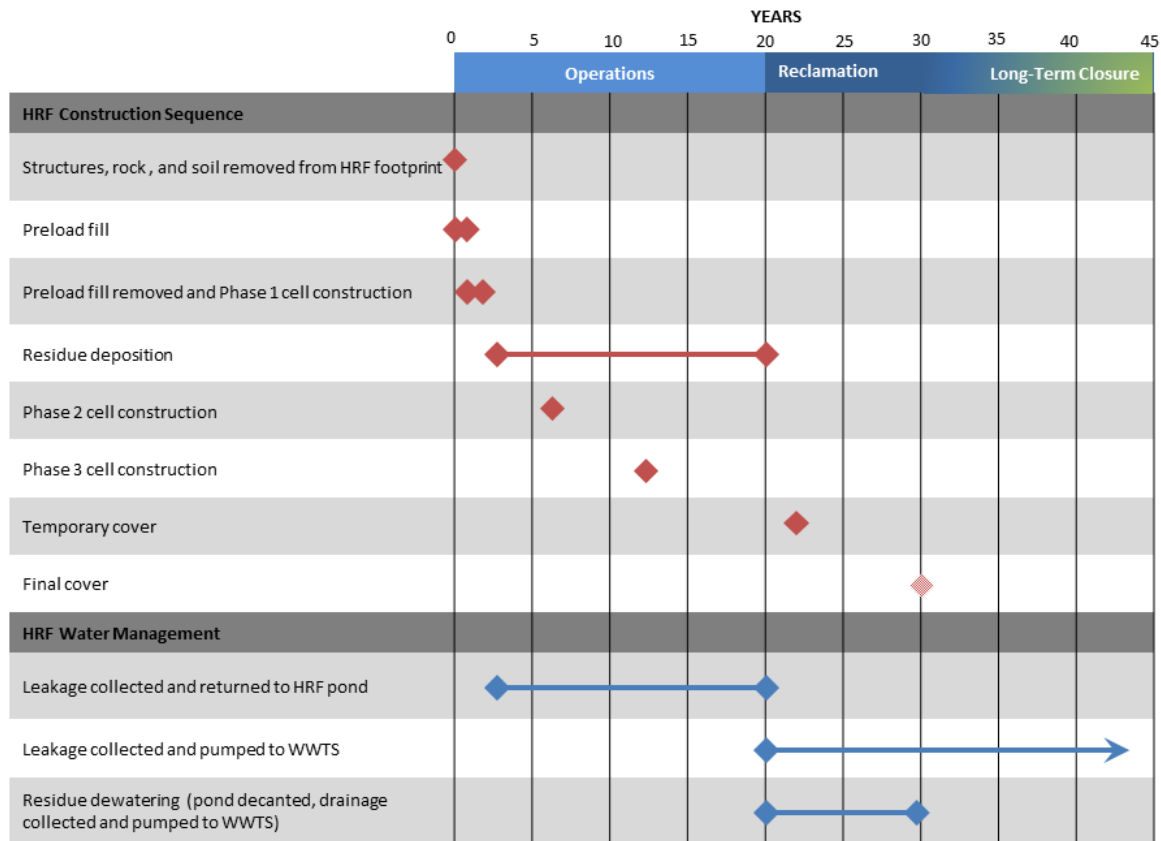 YEARS
0 5 10 15 20 25 30 35 40 45
Operations Reclamation Long-Term Closure
HRF Construction Sequence
Structures, rock , and soil removed from HRF footprint
Preload fill
Preload fill removed and Phase 1 cell construction
Residue deposition
Phase 2 cell construction
Phase 3 cell construction
Temporary cover
Final cover
HRF Water Management
Leakage collected and returned to HRF pond
Leakage collected and pumped to WWTS
Residue dewatering (pond decanted, drainage
collected and pumped to WWTS)